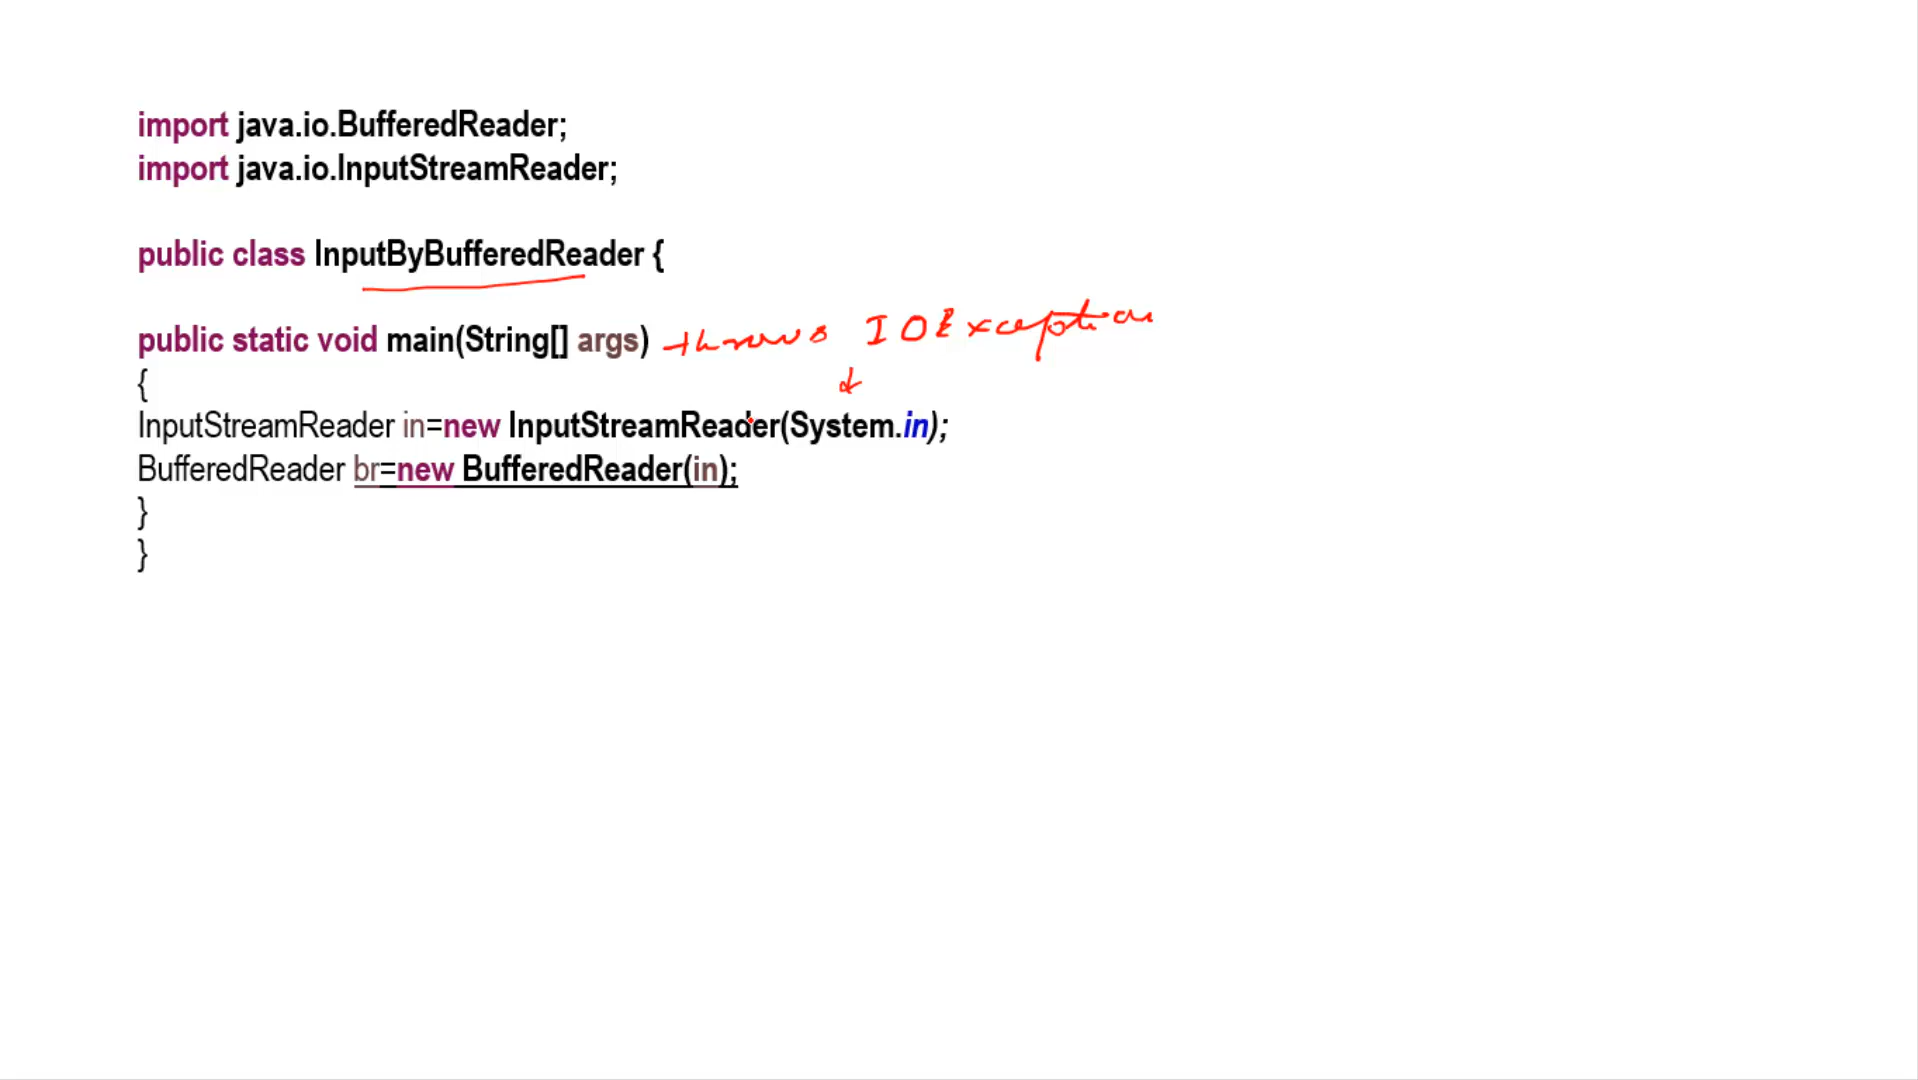 import java.io.BufferedReader;
import java.io.InputStreamReader;
public class InputByBufferedReader {
public static void main(String[] args) throws IOException
{
InputStreamReader in=new InputStreamReader(System.in);
BufferedReader br=new BufferedReader(in);
}
}